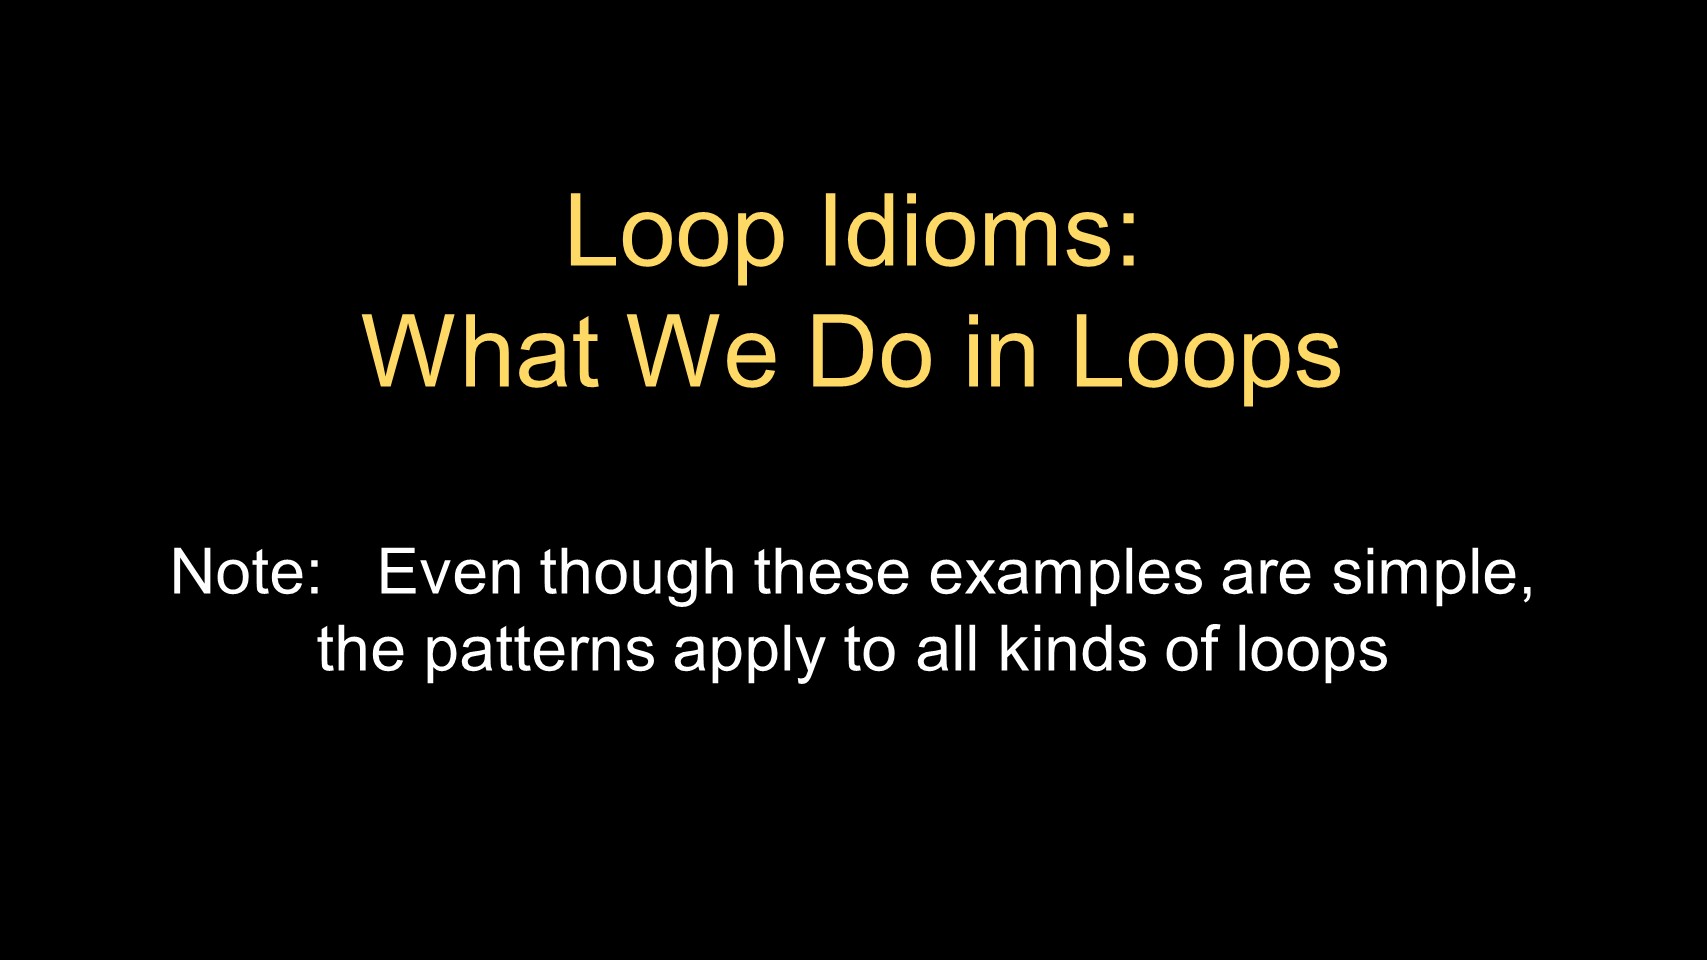 Loop Idioms:
What We Do in Loops
Note: Even though these examples are simple,
the patterns apply to all kinds of loops